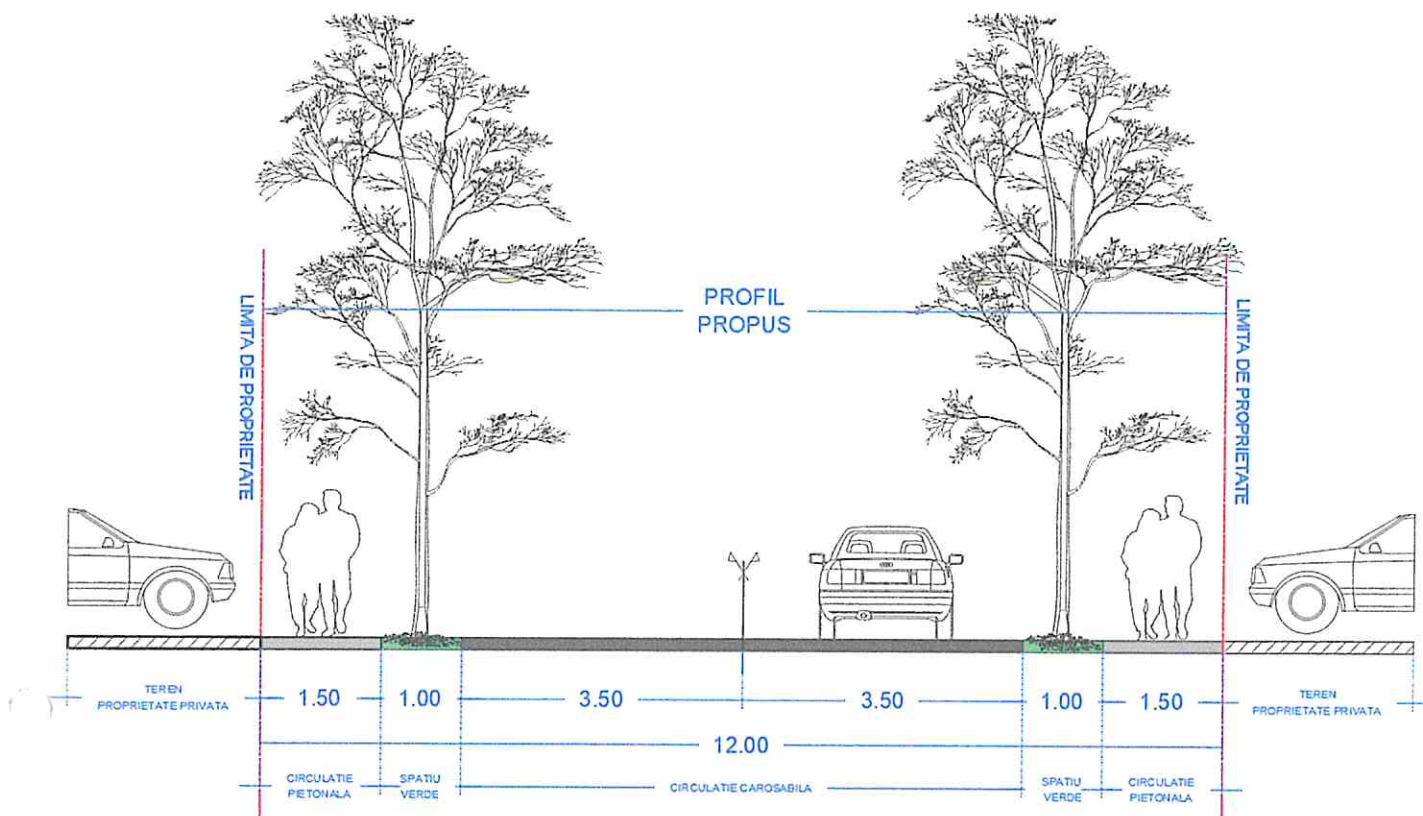 PROFIL
PROPUS
LIMITA DE PROPRIETATE
LIMITA DE PROPRIETATE
TEREN
PROPRIETATE PRIVATA
1.50
1.00
3.50
3.50
1.00
1.50
TEREN
PROPRIETATE PRIVATA
12.00
CIRCULATIE
PIETONALA
SPATIU
VERDE
CIRCULATIE CAROSABILA
SPATIU
VERDE
CIRCULATIE
PIETONALA